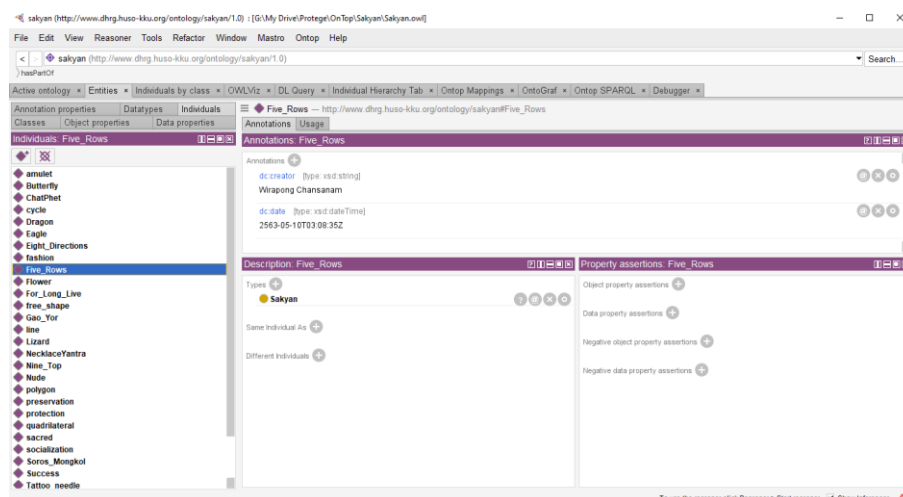 sakyan (http://www.dhrg.huso-kku.org/ontology/sakyan/1.0) : [G:\My Drive\Protege\OnTop\Sakyan\Sakyan.owl]
File Edit View Reasoner Tools Refactor Window Mastro Ontop Help
< > sakyan (http://www.dhrg.huso-kku.org/ontology/sakyan/1.0) Search...
hasPartOf
Active ontology × Entities × Individuals by class × OWLViz × DL Query × Individual Hierarchy Tab × Ontop Mappings × OntoGraf × Ontop SPARQL × Debugger ×
Annotation properties Datatypes Individuals
Classes Object properties Data properties
Individuals: Five_Rows
amulet
Butterfly
ChatPhet
cycle
Dragon
Eagle
Eight_Directions
fashion
Five_Rows
Flower
For_Long_Live
free_shape
Gao_Yor
line
Lizard
NecklaceYantra
Nine_Top
Nude
polygon
preservation
protection
quadrilateral
sacred
socialization
Soros_Mongkol
Success
Tattoo_needle
Five_Rows — http://www.dhrg.huso-kku.org/ontology/sakyan#Five_Rows
Annotations Usage
Annotations: Five_Rows
Annotations
dc:creator [type: xsd:string]
Wirapong Chansanam
dc:date [type: xsd:dateTime]
2563-05-10T03:08:35Z
Description: Five_Rows
Types
Sakyan
Same Individual As
Different Individuals
Property assertions: Five_Rows
Object property assertions
Data property assertions
Negative object property assertions
Negative data property assertions